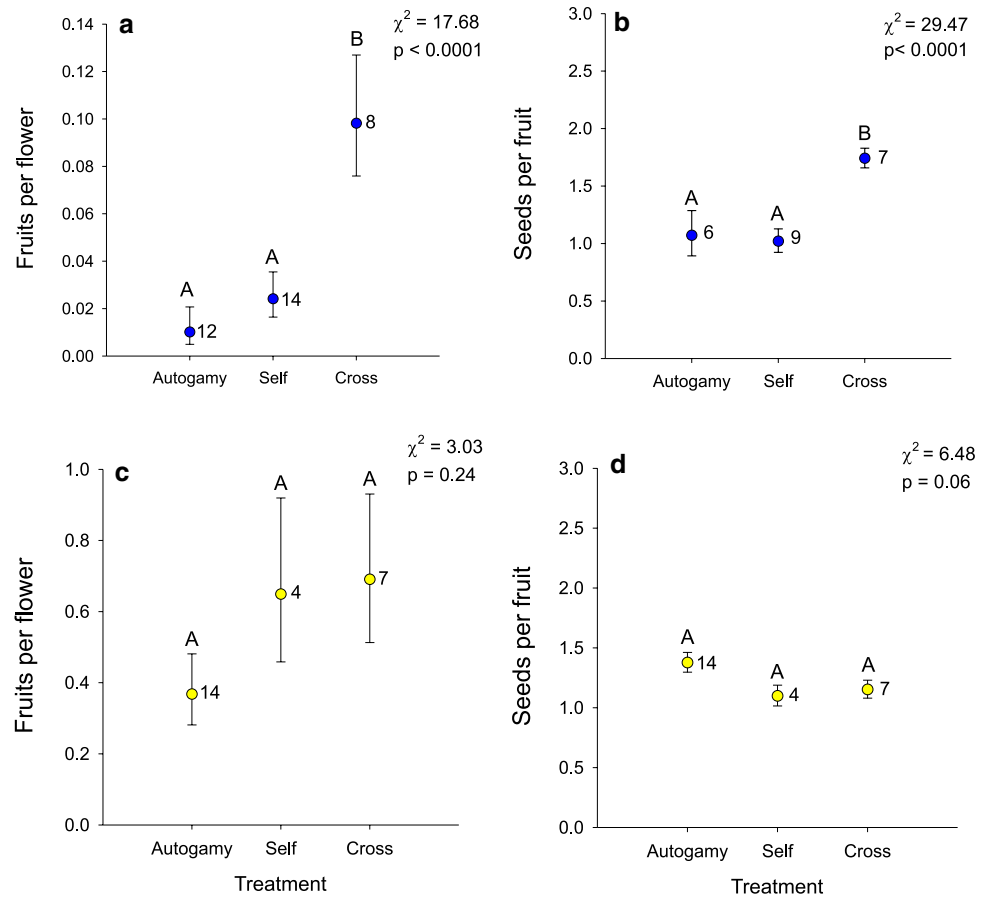 a
χ2 = 17.68
p < 0.0001
0.14
0.12
0.10
0.08
0.06
0.04
0.02
0.00
Fruits per flower
A
12
A
14
B
8
Autogamy Self Cross
b
χ2 = 29.47
p< 0.0001
3.0
2.5
2.0
1.5
1.0
0.5
0.0
Seeds per fruit
A
6
A
9
B
7
Autogamy Self Cross
c
χ2 = 3.03
p = 0.24
1.0
0.8
0.6
0.4
0.2
0.0
Fruits per flower
A
14
A
4
A
7
Autogamy Self Cross
Treatment
d
χ2 = 6.48
p = 0.06
3.0
2.5
2.0
1.5
1.0
0.5
0.0
Seeds per fruit
A
14
A
4
A
7
Autogamy Self Cross
Treatment